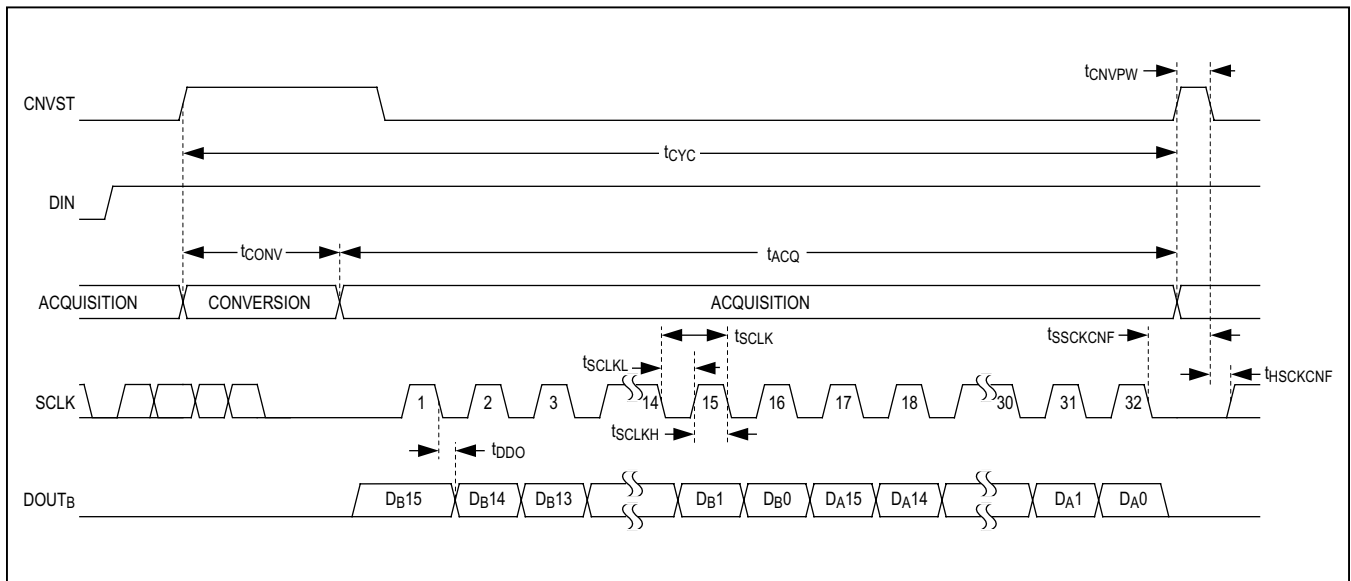 tCNVPW
CNVST
tCYC
DIN
tCONV
tACQ
ACQUISITION
CONVERSION
ACQUISITION
tSCLK
tSSCKCNF
tSCLKL
tHSCKCNF
SCLK
1
2
3
14
15
16
17
18
30
31
32
tSCLKH
tDDO
DOUTB
DB15
DB14
DB13
DB1
DB0
DA15
DA14
DA1
DA0